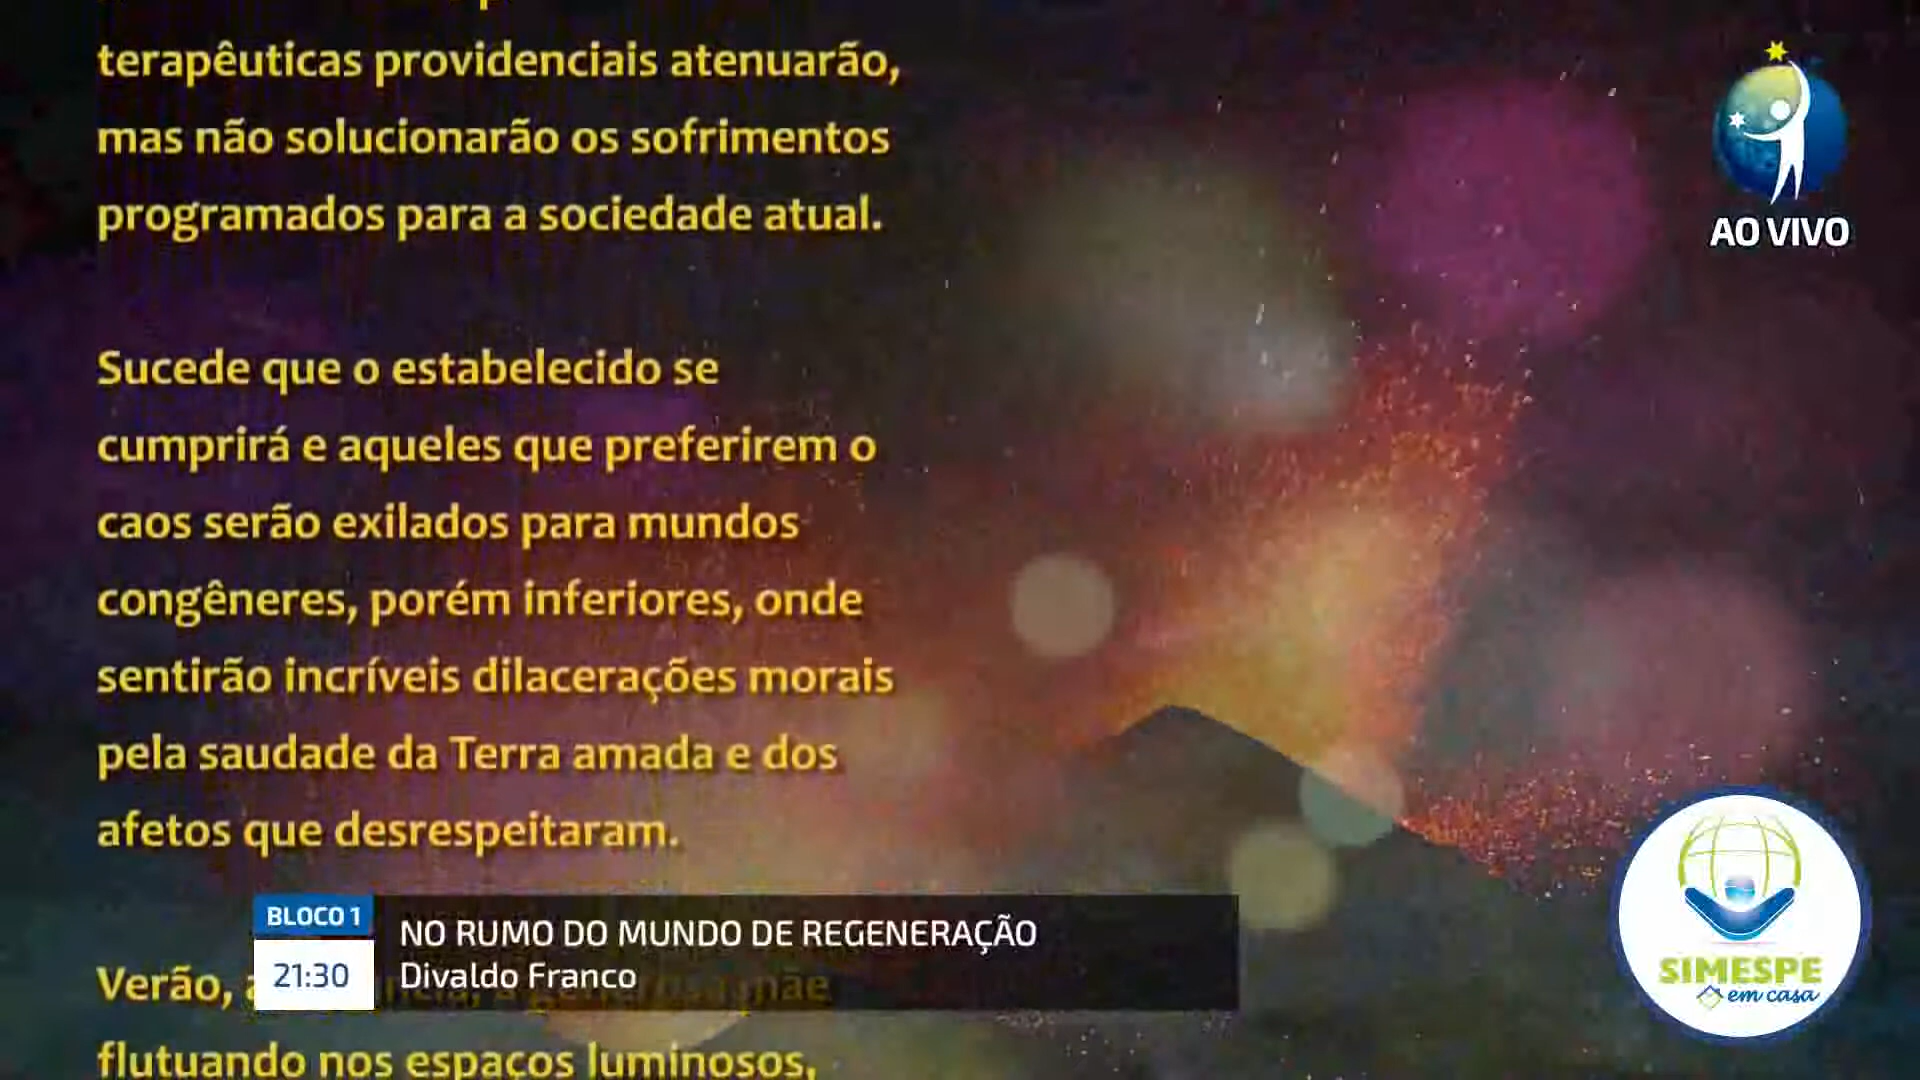 terapêuticas providenciais atenuarão,
mas não solucionarão os sofrimentos
programados para a sociedade atual.
Sucede que o estabelecido se
cumprirá e aqueles que preferirem o
caos serão exilados para mundos
congêneres, porém inferiores, onde
sentirão incríveis dilacerações morais
pela saudade da Terra amada e dos
afetos que desrespeitaram.
Verão, mãe
flutuando nos espaços luminosos,
BLOCO 1
21:30
NO RUMO DO MUNDO DE REGENERAÇÃO
Divaldo Franco
AO VIVO
SIMESPE
em casa